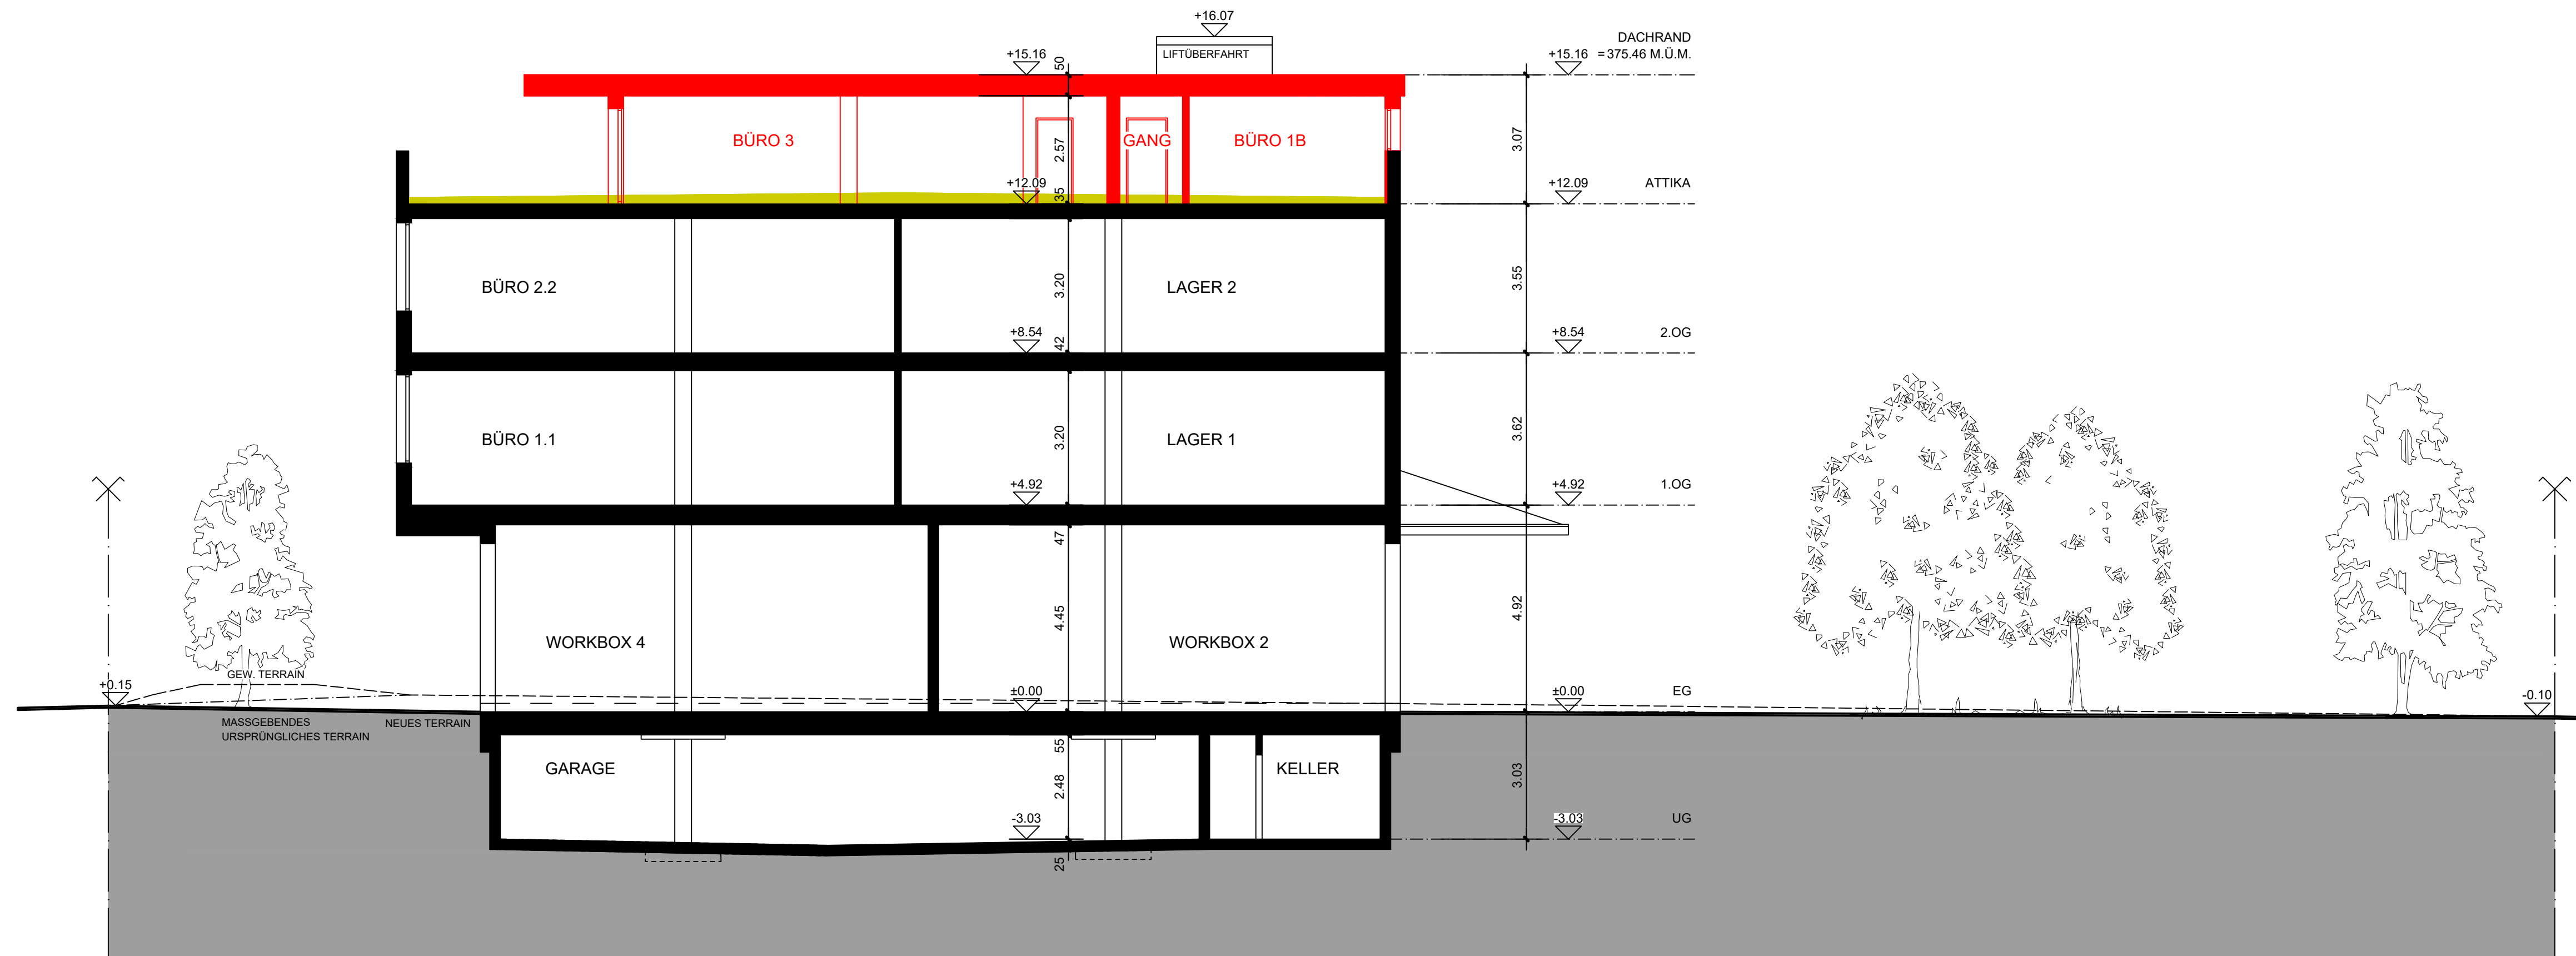 +16.07
DACHRAND
+15.16
LIFTÜBERFAHRT
+15.16 =375.46 M.Ü.M.
50
BÜRO 3
GANG
BÜRO 1B
2.57
3.07
+12.09
+12.09
ATTIKA
35
BÜRO 2.2
3.20
LAGER 2
3.55
+8.54
+8.54
2.OG
42
BÜRO 1.1
3.20
LAGER 1
3.62
+4.92
+4.92
1.OG
47
WORKBOX 4
4.45
WORKBOX 2
4.92
GEW. TERRAIN
+0.15
±0.00
±0.00
EG
-0.10
MASSGEBENDES
URSPRÜNGLICHES TERRAIN
NEUES TERRAIN
55
GARAGE
2.48
KELLER
3.03
-3.03
-3.03
UG
25